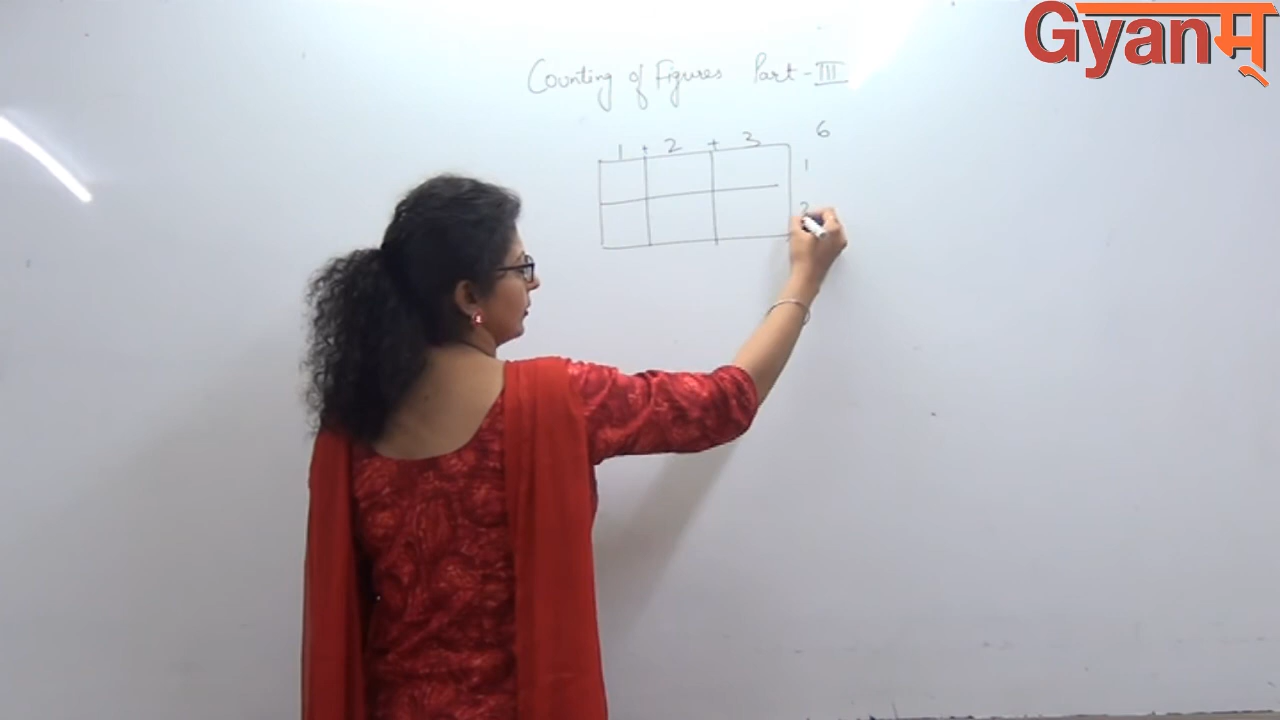 Gyanम्
Counting of Figures Part - III
1 + 2 + 3 6
1
2